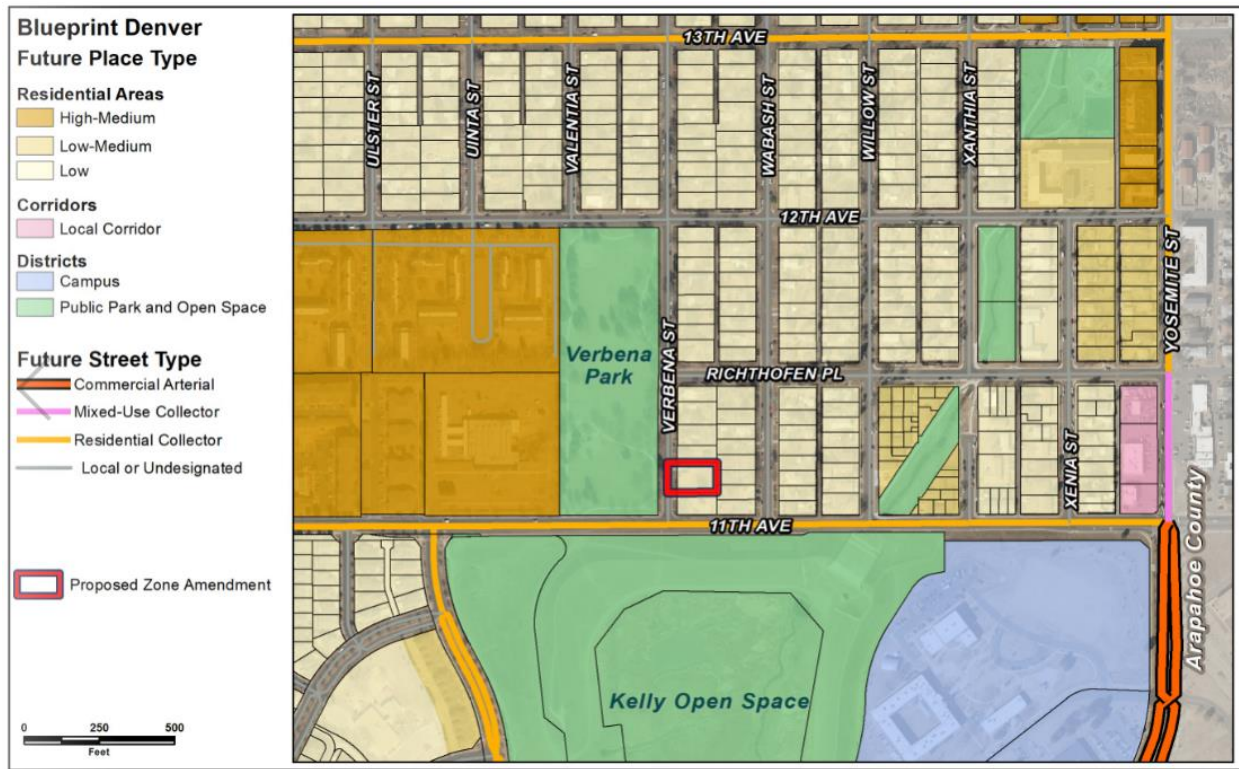 Blueprint Denver
Future Place Type
Residential Areas
High-Medium
Low-Medium
Low
Corridors
Local Corridor
Districts
Campus
Public Park and Open Space
Future Street Type
Commercial Arterial
Mixed-Use Collector
Residential Collector
Local or Undesignated
Proposed Zone Amendment
0 250 500
Feet
13TH AVE
ULSTER ST
UINTA ST
VALENTIA ST
WABASH ST
WILLOW ST
XANTHIA ST
12TH AVE
YOSEMITE ST
Verbena
Park
VERBENA ST
RICHTHOFEN PL
XENIA ST
11TH AVE
Arapahoe County
Kelly Open Space